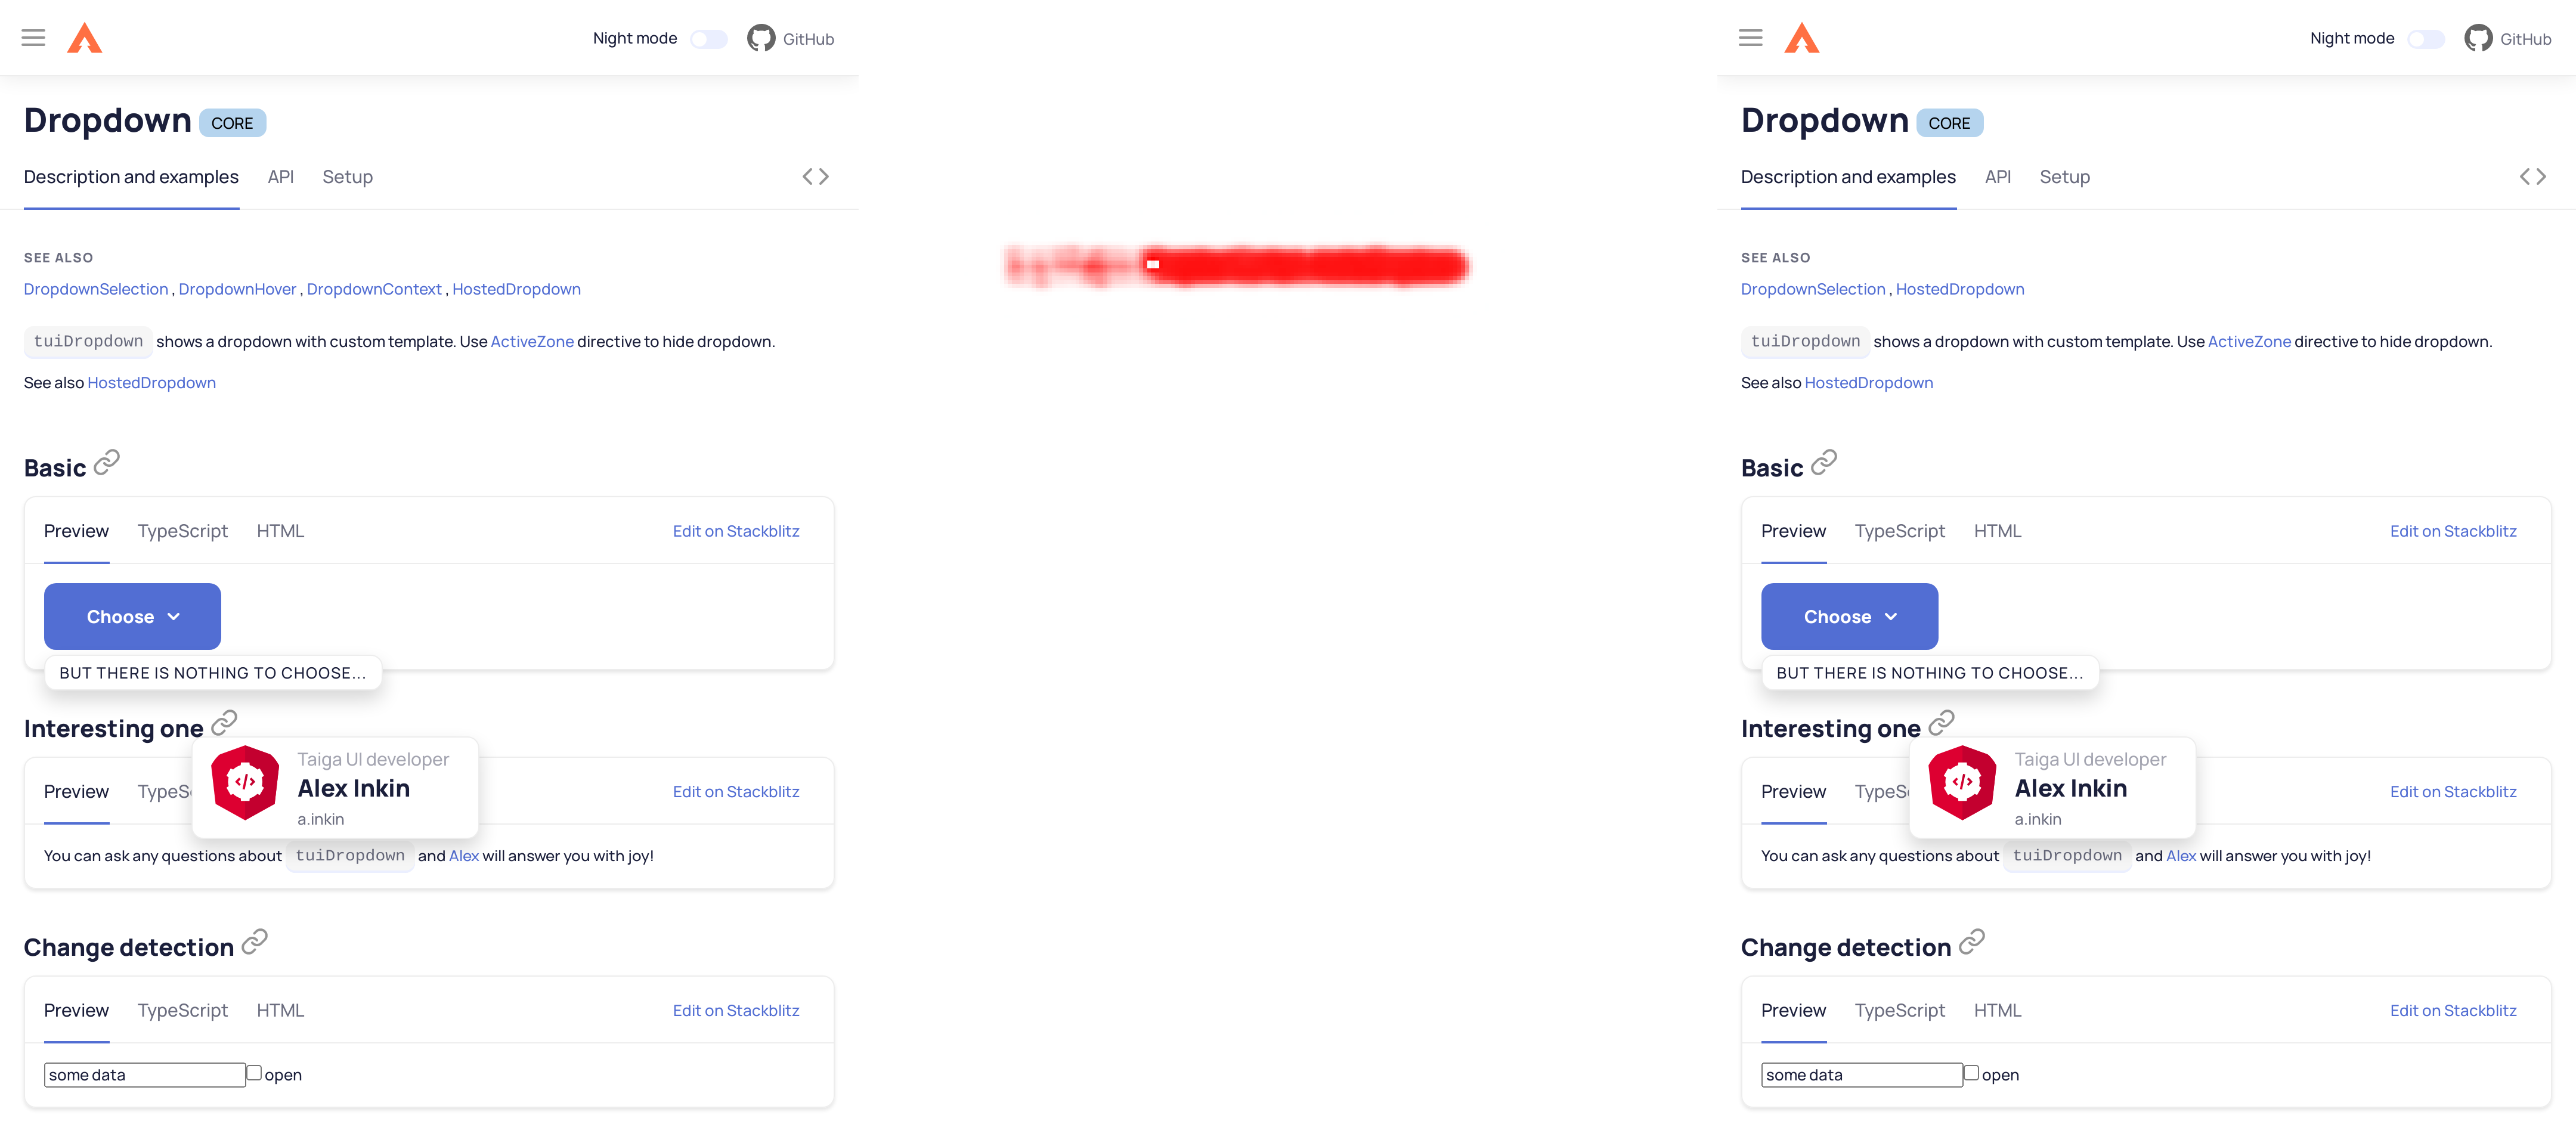 Night mode GitHub
Dropdown CORE
Description and examples API Setup
SEE ALSO
DropdownSelection , DropdownHover , DropdownContext , HostedDropdown
tuiDropdown shows a dropdown with custom template. Use ActiveZone directive to hide dropdown.
See also HostedDropdown
Basic
Preview TypeScript HTML Edit on Stackblitz
Choose
BUT THERE IS NOTHING TO CHOOSE...
Interesting one
Taiga UI developer
Alex Inkin
a.inkin
Preview TypeS Edit on Stackblitz
You can ask any questions about tuiDropdown and Alex will answer you with joy!
Change detection
Preview TypeScript HTML Edit on Stackblitz
some data open
Night mode GitHub
Dropdown CORE
Description and examples API Setup
SEE ALSO
DropdownSelection , HostedDropdown
tuiDropdown shows a dropdown with custom template. Use ActiveZone directive to hide dropdown.
See also HostedDropdown
Basic
Preview TypeScript HTML Edit on Stackblitz
Choose
BUT THERE IS NOTHING TO CHOOSE...
Interesting one
Taiga UI developer
Alex Inkin
a.inkin
Preview TypeS Edit on Stackblitz
You can ask any questions about tuiDropdown and Alex will answer you with joy!
Change detection
Preview TypeScript HTML Edit on Stackblitz
some data open